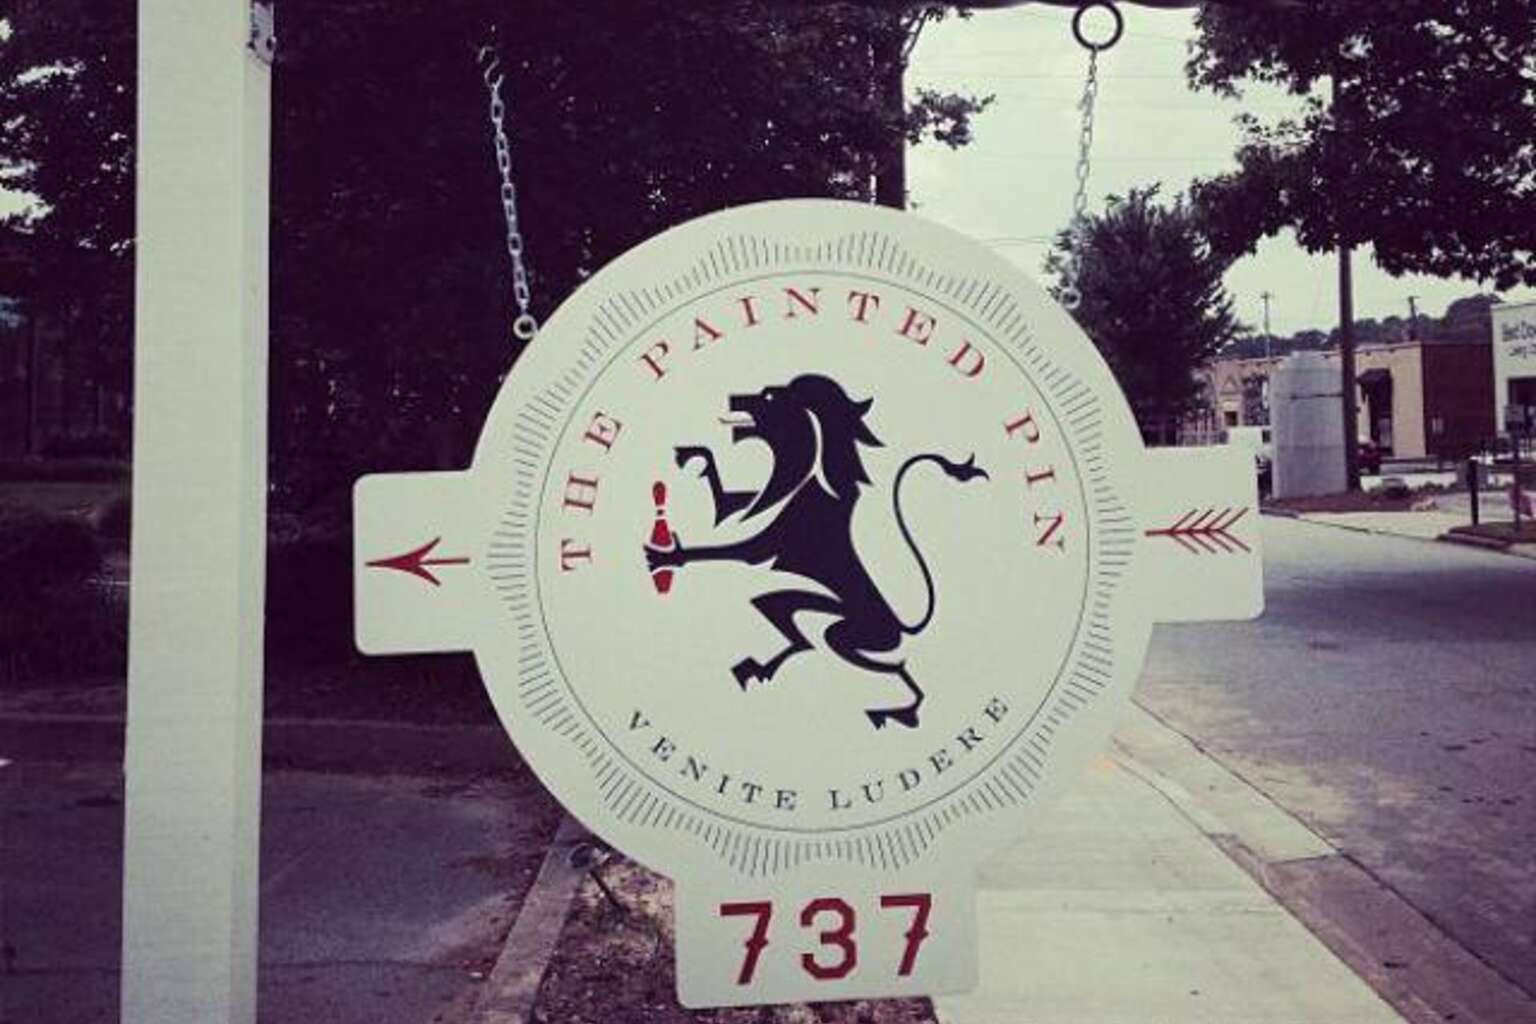 THE PAINTED PIN
VENITE LUDERE
737